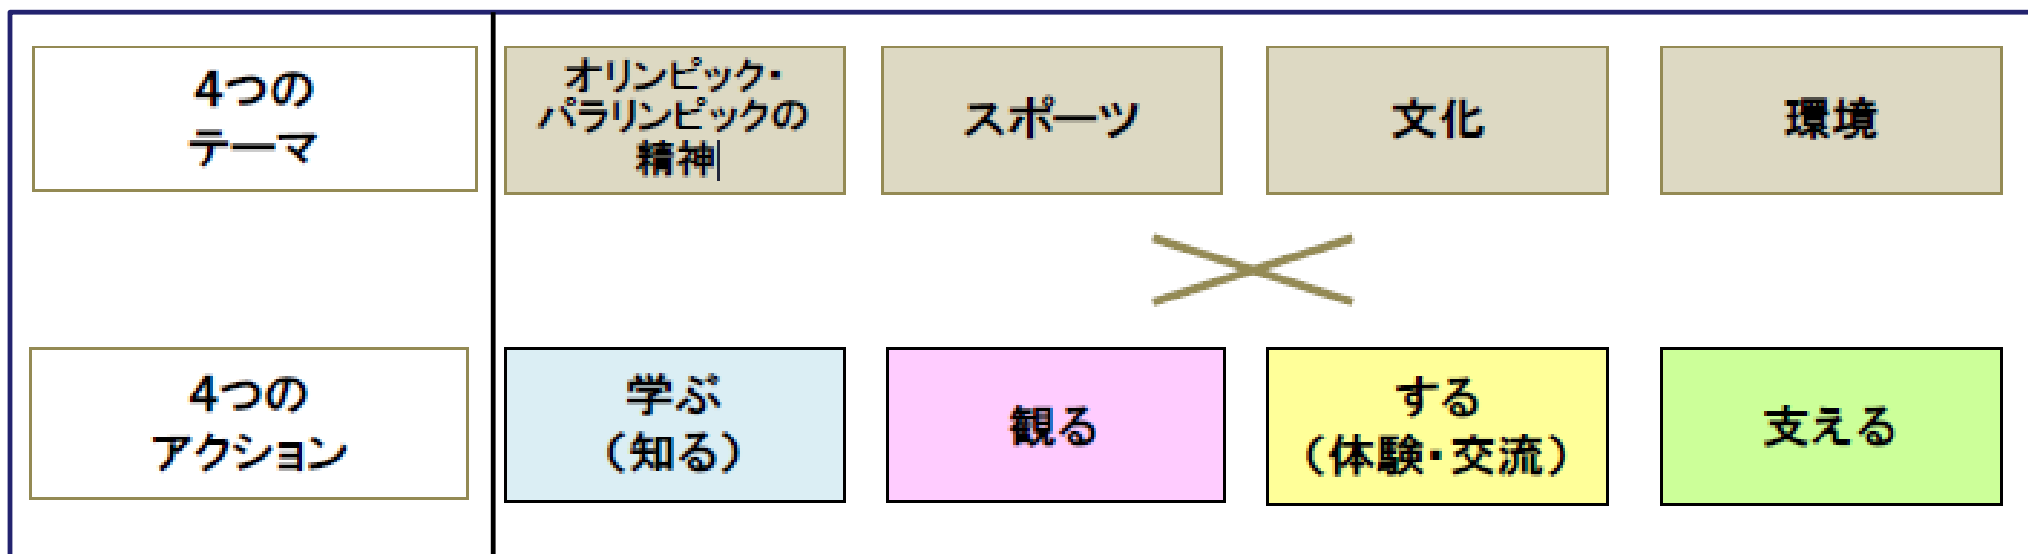 4つの
テーマ
オリンピック・
パラリンピックの
精神
スポーツ
文化
環境
4つの
アクション
学ぶ
（知る）
観る
する
（体験・交流）
支える